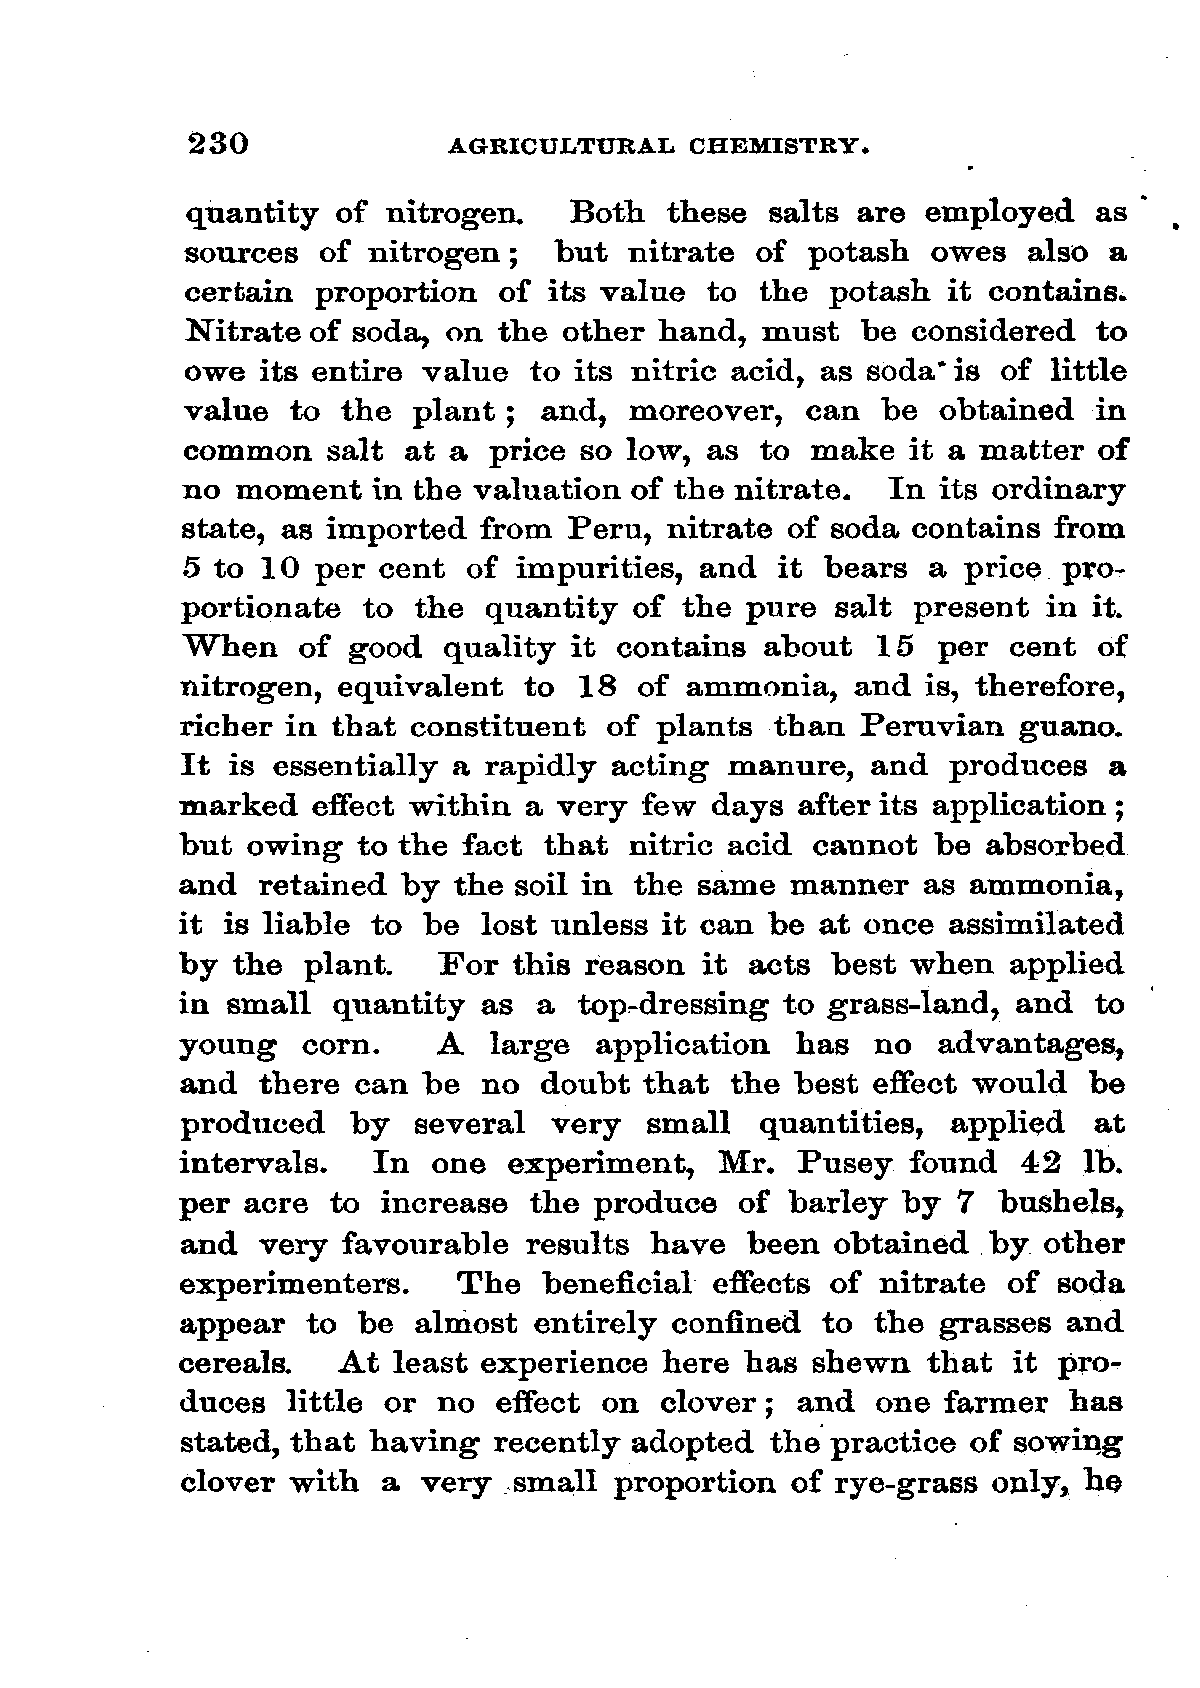 230 AGRICULTURAL CHEMISTRY.
quantity of nitrogen. Both these salts are employed as
sources of nitrogen; but nitrate of potash owes also a
certain proportion of its value to the potash it contains.
Nitrate of soda, on the other hand, must be considered to
owe its entire value to its nitric acid, as soda is of little
value to the plant; and, moreover, can be obtained in
common salt at a price so low, as to make it a matter of
no moment in the valuation of the nitrate. In its ordinary
state, as imported from Peru, nitrate of soda contains from
5 to 10 per cent of impurities, and it bears a price pro-
portionate to the quantity of the pure salt present in it.
When of good quality it contains about 15 per cent of
nitrogen, equivalent to 18 of ammonia, and is, therefore,
richer in that constituent of plants than Peruvian guano.
It is essentially a rapidly acting manure, and produces a
marked effect within a very few days after its application;
but owing to the fact that nitric acid cannot be absorbed
and retained by the soil in the same manner as ammonia,
it is liable to be lost unless it can be at once assimilated
by the plant. For this reason it acts best when applied
in small quantity as a top-dressing to grass-land, and to
young corn. A large application has no advantages,
and there can be no doubt that the best effect would be
produced by several very small quantities, applied at
intervals. In one experiment, Mr. Pusey found 42 lb.
per acre to increase the produce of barley by 7 bushels,
and very favourable results have been obtained by other
experimenters. The beneficial effects of nitrate of soda
appear to be almost entirely confined to the grasses and
cereals. At least experience here has shewn that it pro-
duces little or no effect on clover; and one farmer has
stated, that having recently adopted the practice of sowing
clover with a very small proportion of rye-grass only, he